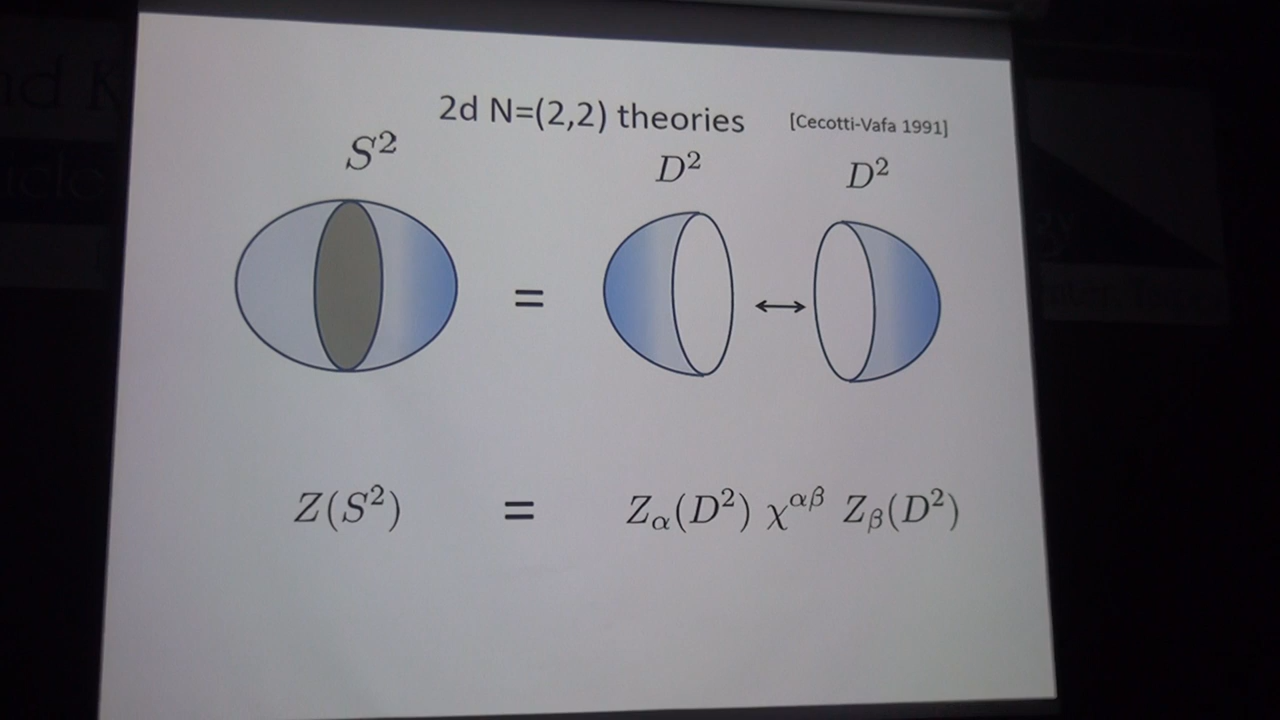 2d N=(2,2) theories [Cecotti-Vafa 1991]
S² D² D²
= ↔
Z(S²) = Z_α(D²) χ^{αβ} Z_β(D²)